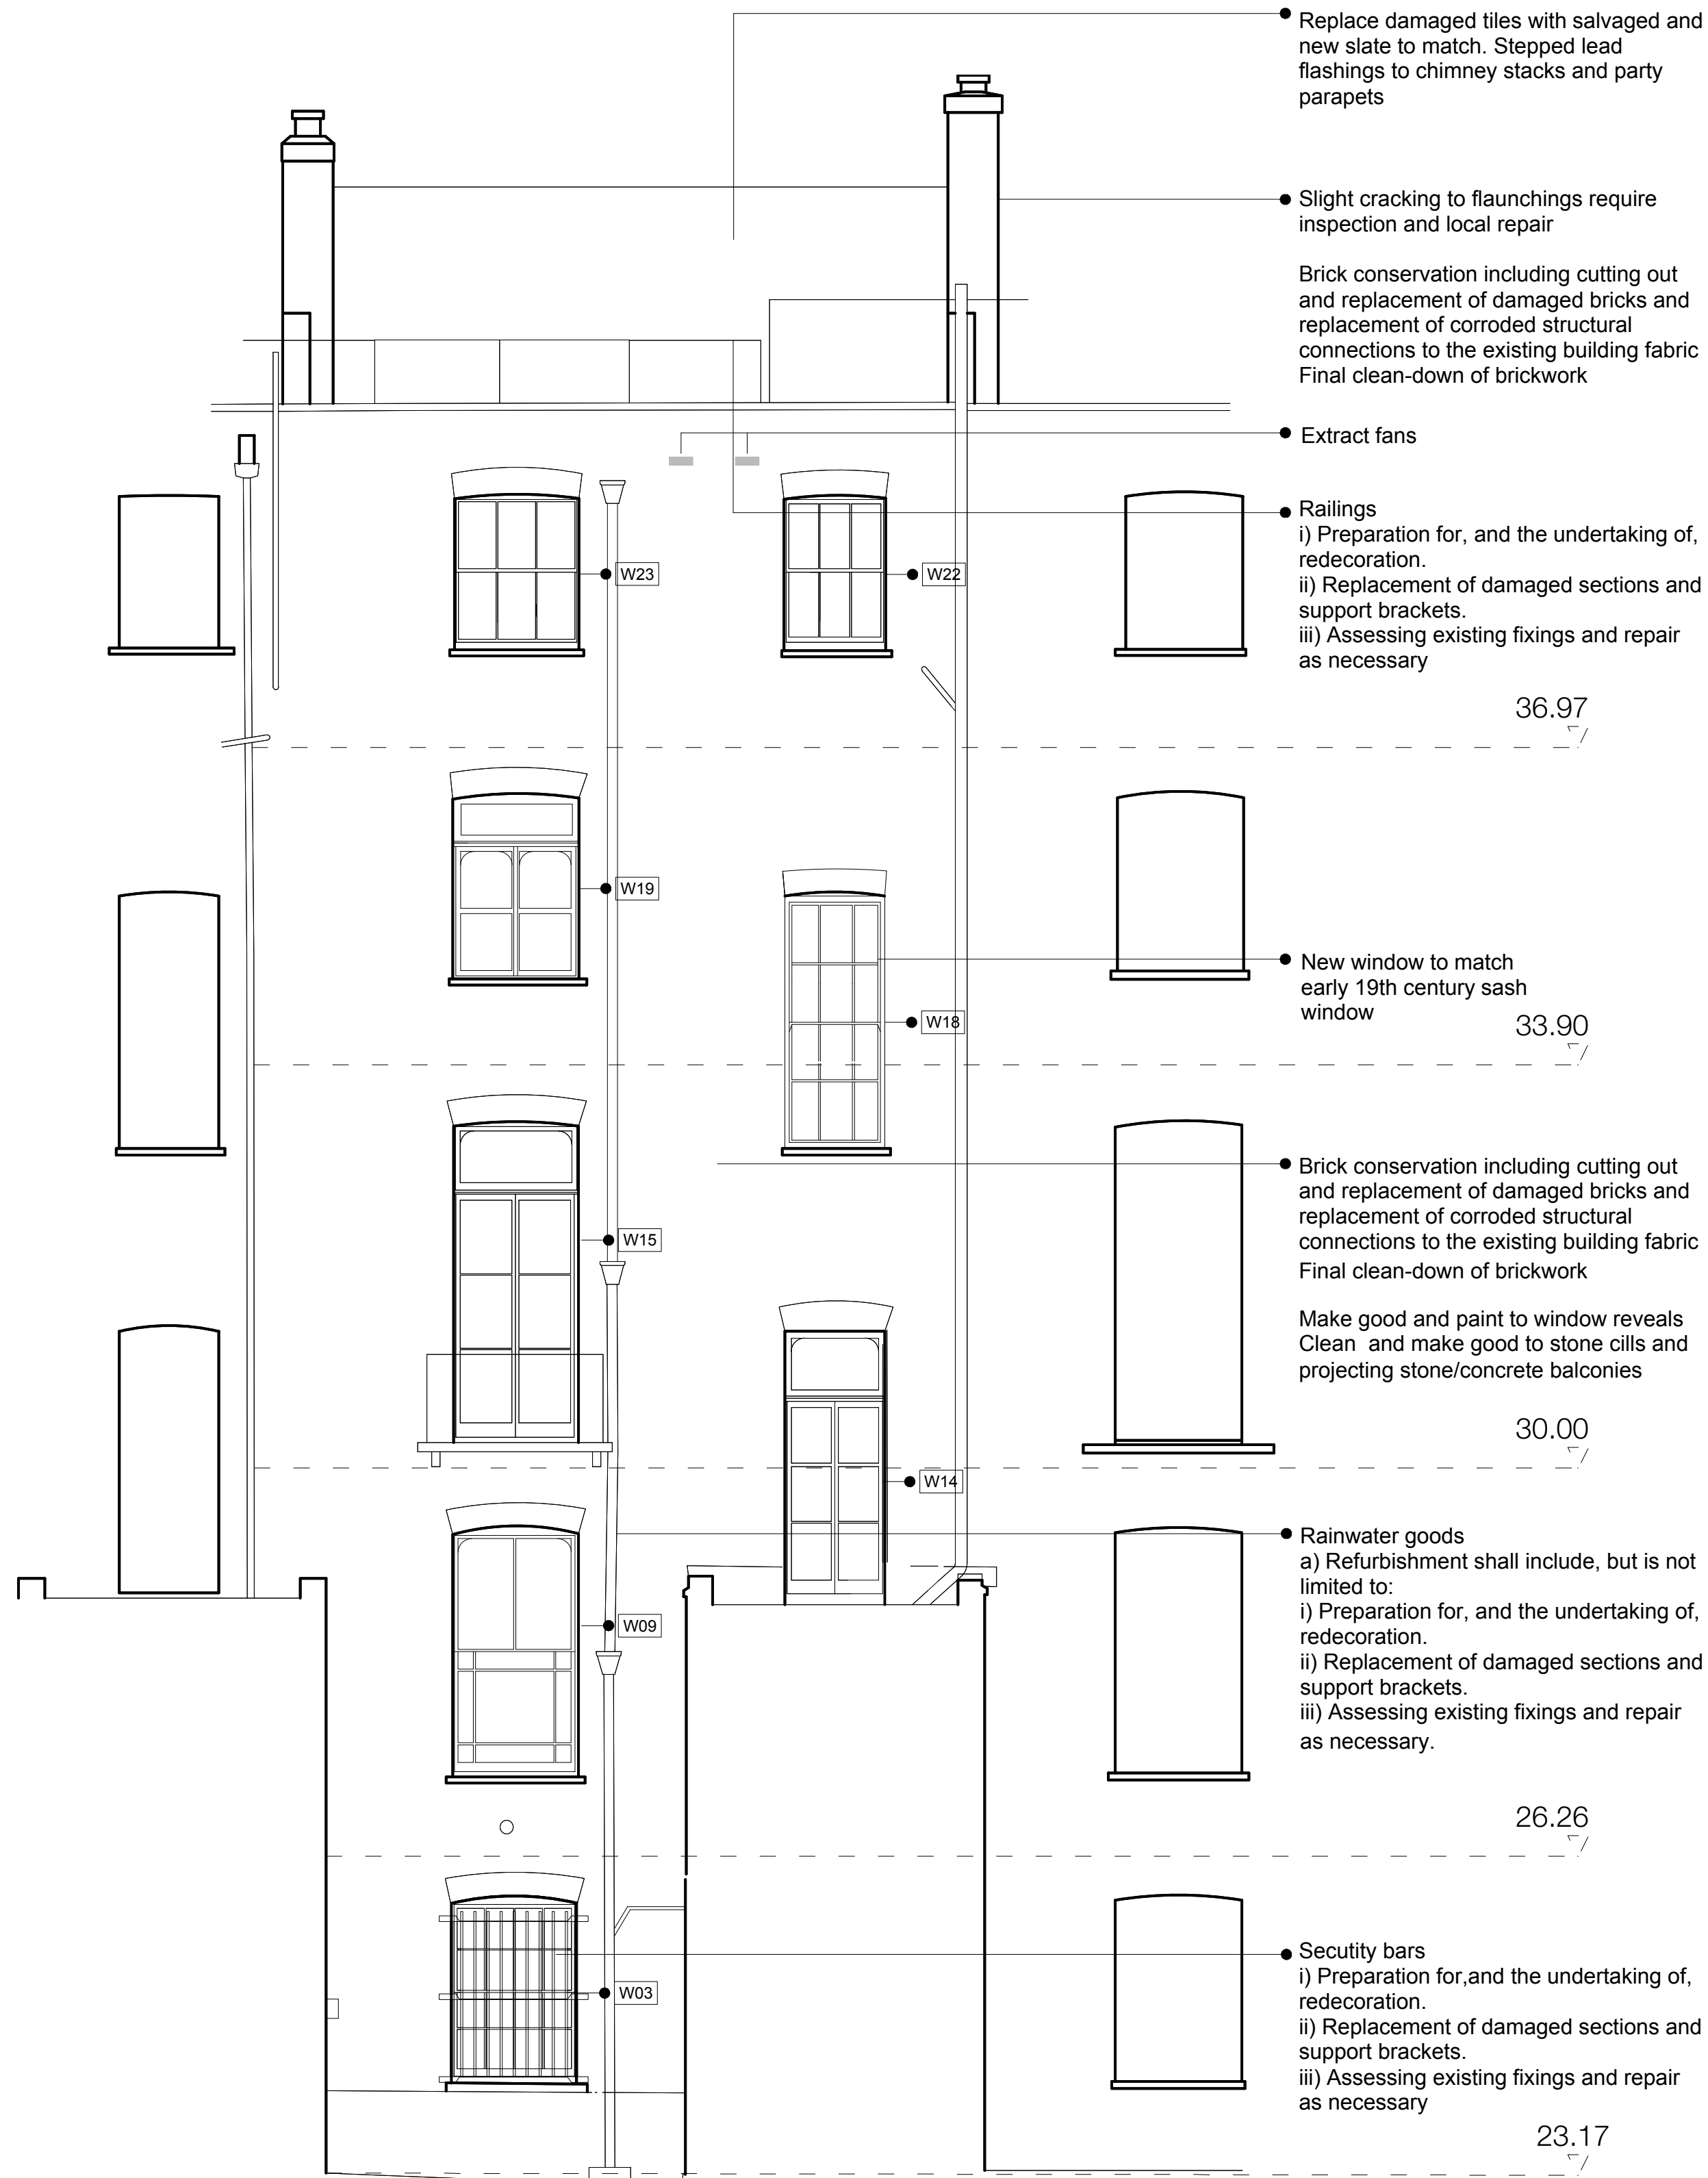 Replace damaged tiles with salvaged and
new slate to match. Stepped lead
flashings to chimney stacks and party
parapets
Slight cracking to flaunchings require
inspection and local repair
Brick conservation including cutting out
and replacement of damaged bricks and
replacement of corroded structural
connections to the existing building fabric
Final clean-down of brickwork
Extract fans
Railings
i) Preparation for, and the undertaking of,
redecoration.
ii) Replacement of damaged sections and
support brackets.
iii) Assessing existing fixings and repair
as necessary
W23
W22
36.97
W19
New window to match
early 19th century sash
window
W18
33.90
Brick conservation including cutting out
and replacement of damaged bricks and
replacement of corroded structural
connections to the existing building fabric
Final clean-down of brickwork
W15
Make good and paint to window reveals
Clean and make good to stone cills and
projecting stone/concrete balconies
30.00
W14
Rainwater goods
a) Refurbishment shall include, but is not
limited to:
i) Preparation for, and the undertaking of,
redecoration.
ii) Replacement of damaged sections and
support brackets.
iii) Assessing existing fixings and repair
as necessary.
W09
26.26
Secutity bars
i) Preparation for,and the undertaking of,
redecoration.
ii) Replacement of damaged sections and
support brackets.
iii) Assessing existing fixings and repair
as necessary
W03
23.17